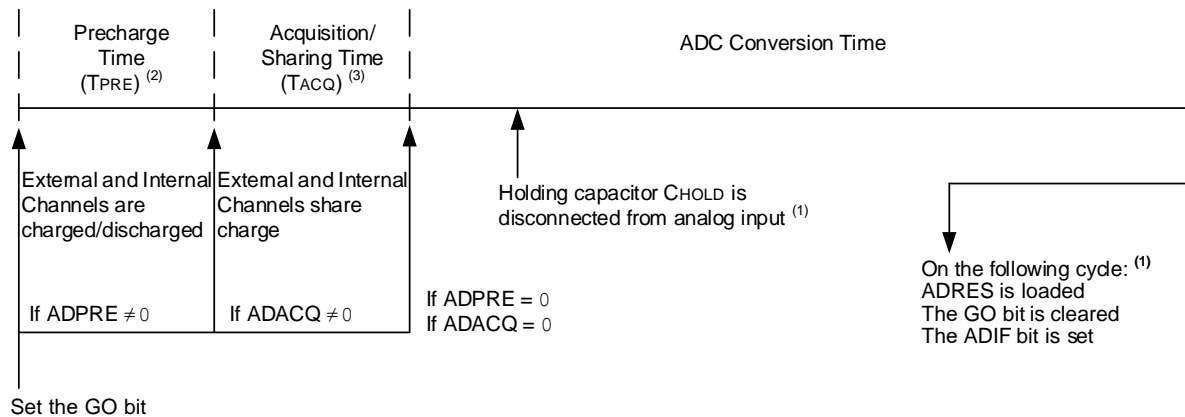 Precharge
Time
(TPRE) (2)
Acquisition/
Sharing Time
(TACQ) (3)
ADC Conversion Time
External and Internal
Channels are
charged/discharged
External and Internal
Channels share
charge
Holding capacitor CHOLD is
disconnected from analog input (1)
If ADPRE ≠ 0
If ADACQ ≠ 0
If ADPRE = 0
If ADACQ = 0
On the following cycle: (1)
ADRES is loaded
The GO bit is cleared
The ADIF bit is set
Set the GO bit